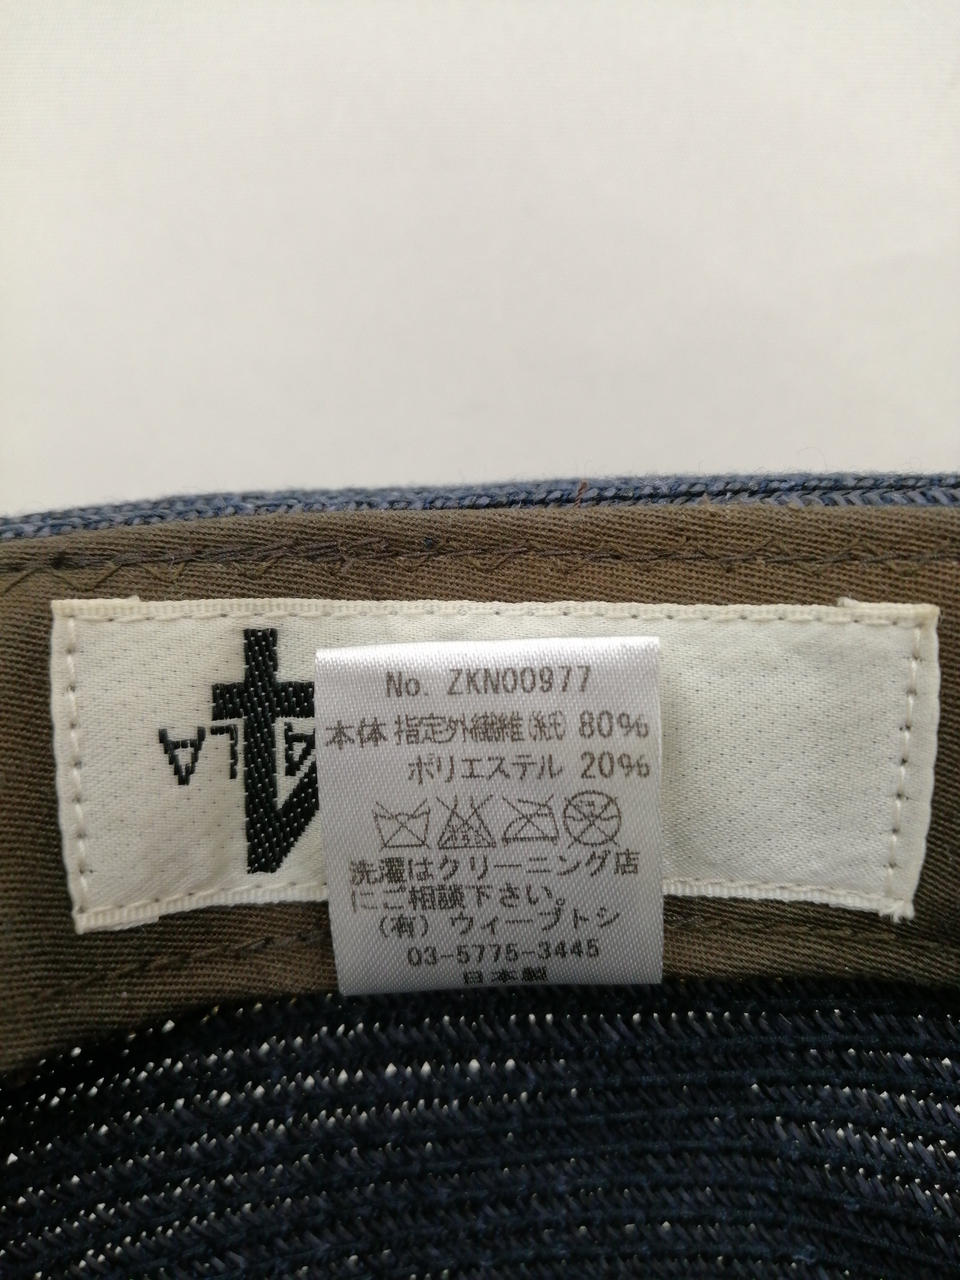 No. ZKN00977
本体 指定外繊維(紙) 80%
ポリエステル 20%
洗濯はクリーニング店
にご相談下さい。
(有) ウィーブトシ
03-5775-3445
日本製
4
LA